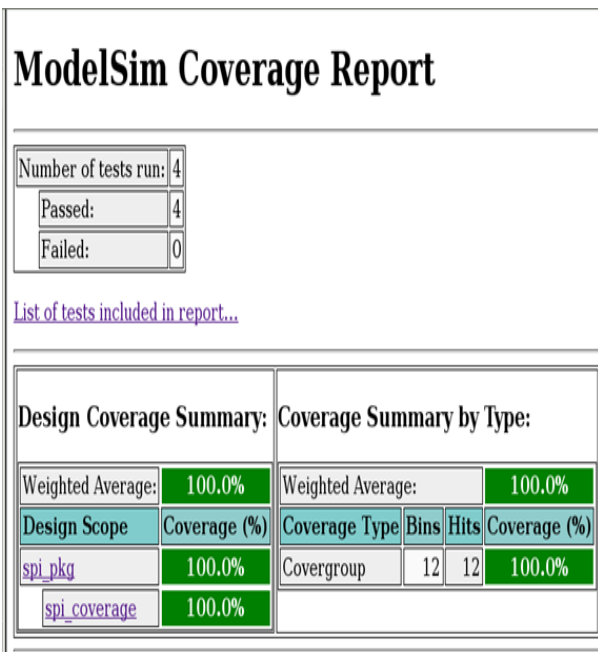 ModelSim Coverage Report
Number of tests run: 4
Passed: 4
Failed: 0
List of tests included in report...
Design Coverage Summary:
Weighted Average: 100.0%
Design Scope Coverage (%)
spi_pkg 100.0%
spi_coverage 100.0%
Coverage Summary by Type:
Weighted Average: 100.0%
Coverage Type Bins Hits Coverage (%)
Covergroup 12 12 100.0%